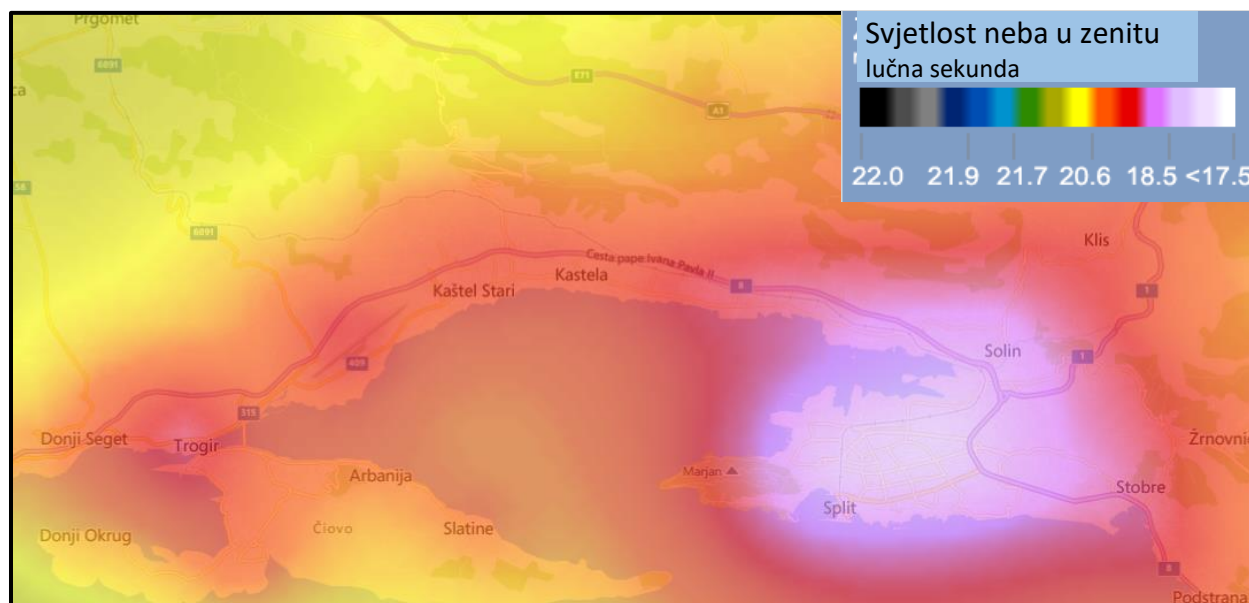 Prgomet
Svjetlost neba u zenitu
lučna sekunda
6091
E71
A1
22.0 21.9 21.7 20.6 18.5 <17.5
58
6091
Klis
Cesta pape Ivana Pavla II
Kastela
Kaštel Stari
8
1
Solin
1
409
315
Donji Seget
Trogir
Žrnovnic
Marjan
Arbanija
Stobre
Split
Čiovo
Slatine
Donji Okrug
8
Podstrana